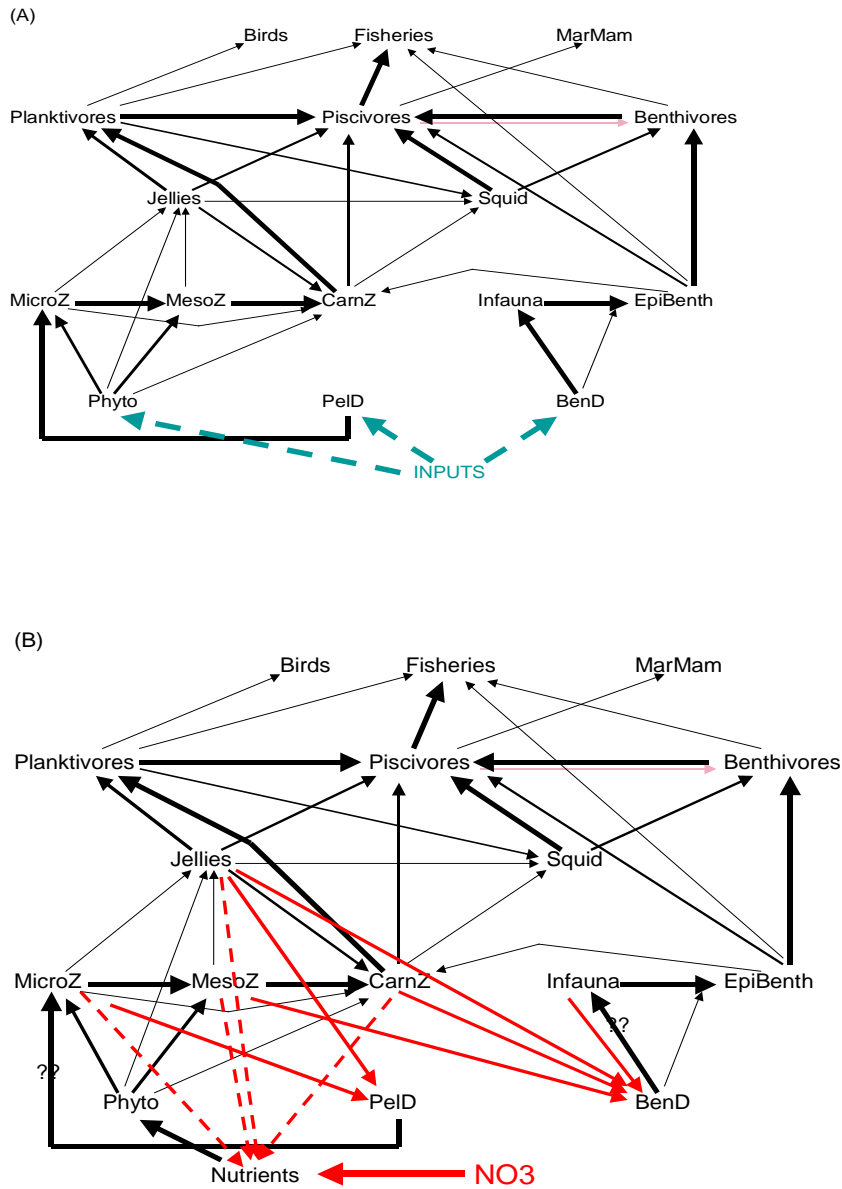 (A)
Birds Fisheries MarMam
Planktivores Piscivores Benthivores
Jellies Squid
MicroZ MesoZ CarnZ Infauna EpiBenth
Phyto PelD BenD
INPUTS
(B)
Birds Fisheries MarMam
Planktivores Piscivores Benthivores
Jellies Squid
MicroZ MesoZ CarnZ Infauna EpiBenth
??
??
Phyto PelD BenD
Nutrients NO3